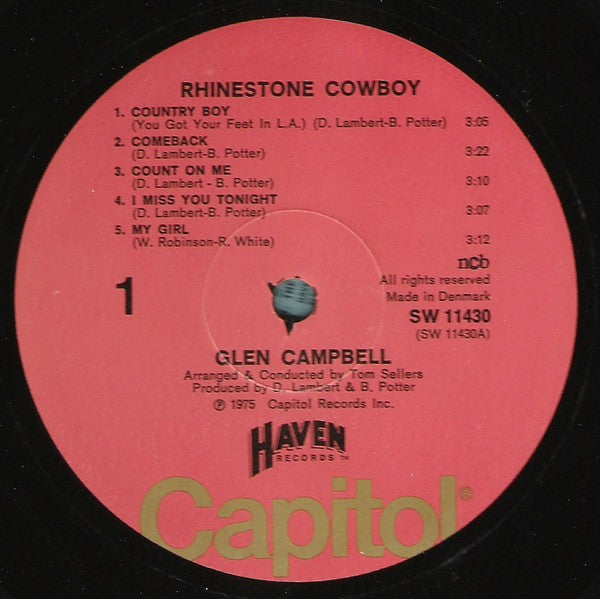 RHINESTONE COWBOY
1. COUNTRY BOY
(You Got Your Feet In L.A.) (D. Lambert-B. Potter) 3:05
2. COMEBACK
(D. Lambert-B. Potter) 3:22
3. COUNT ON ME
(D. Lambert - B. Potter) 3:10
4. I MISS YOU TONIGHT
(D. Lambert-B. Potter) 3:07
5. MY GIRL
(W. Robinson-R. White) 3:12
ncb
All rights reserved
1 Made in Denmark
SW 11430
(SW 11430A)
GLEN CAMPBELL
Arranged & Conducted by Tom Sellers
Produced by D. Lambert & B. Potter
℗ 1975 Capitol Records Inc.
HAVEN
RECORDS ™
Capitol®